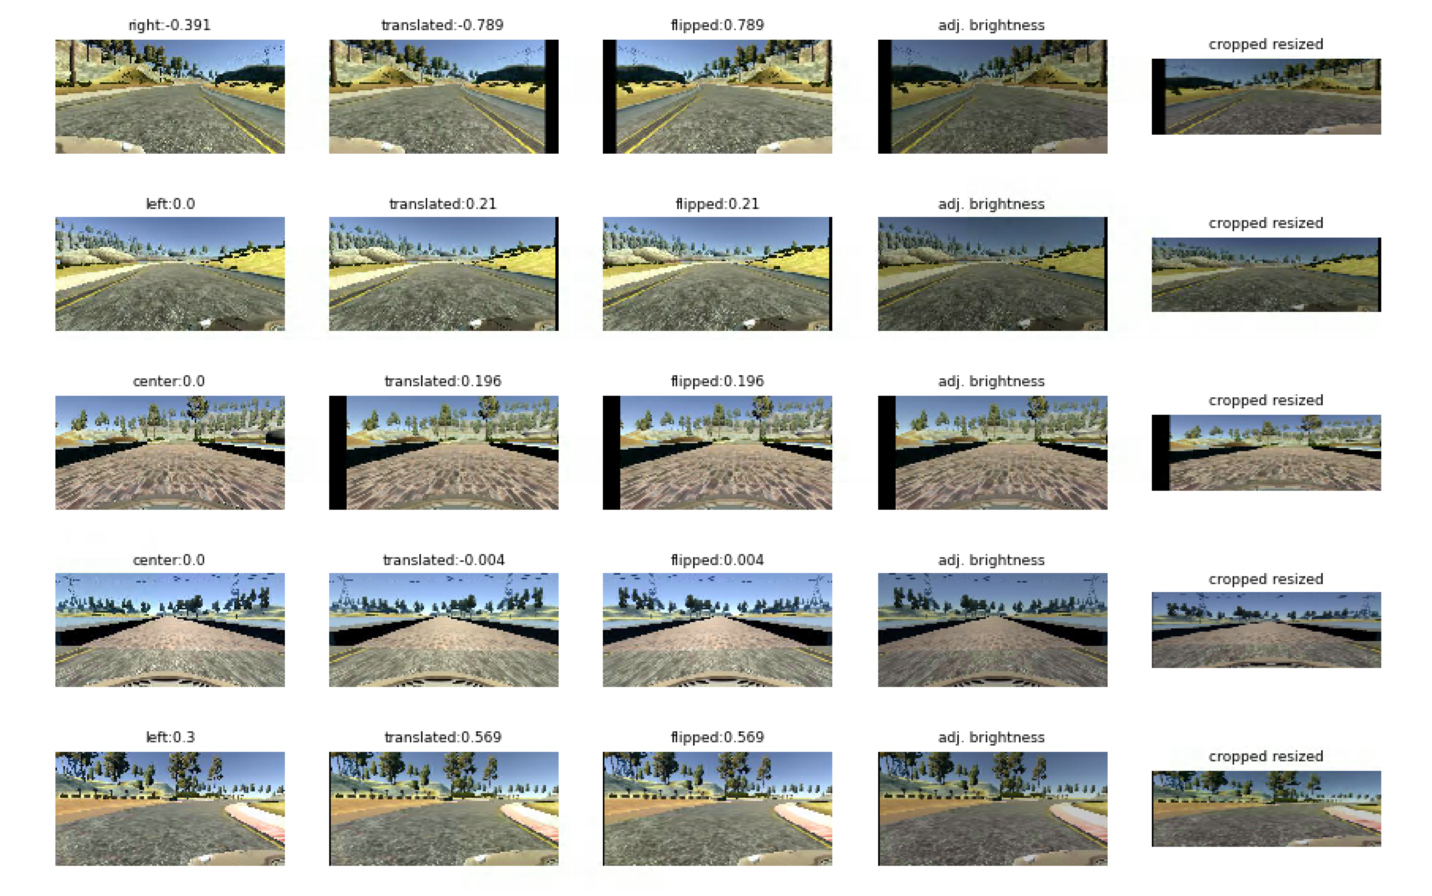 right:-0.391 translated:-0.789 flipped:0.789 adj. brightness cropped resized
left:0.0 translated:0.21 flipped:0.21 adj. brightness cropped resized
center:0.0 translated:0.196 flipped:0.196 adj. brightness cropped resized
center:0.0 translated:-0.004 flipped:0.004 adj. brightness cropped resized
left:0.3 translated:0.569 flipped:0.569 adj. brightness cropped resized